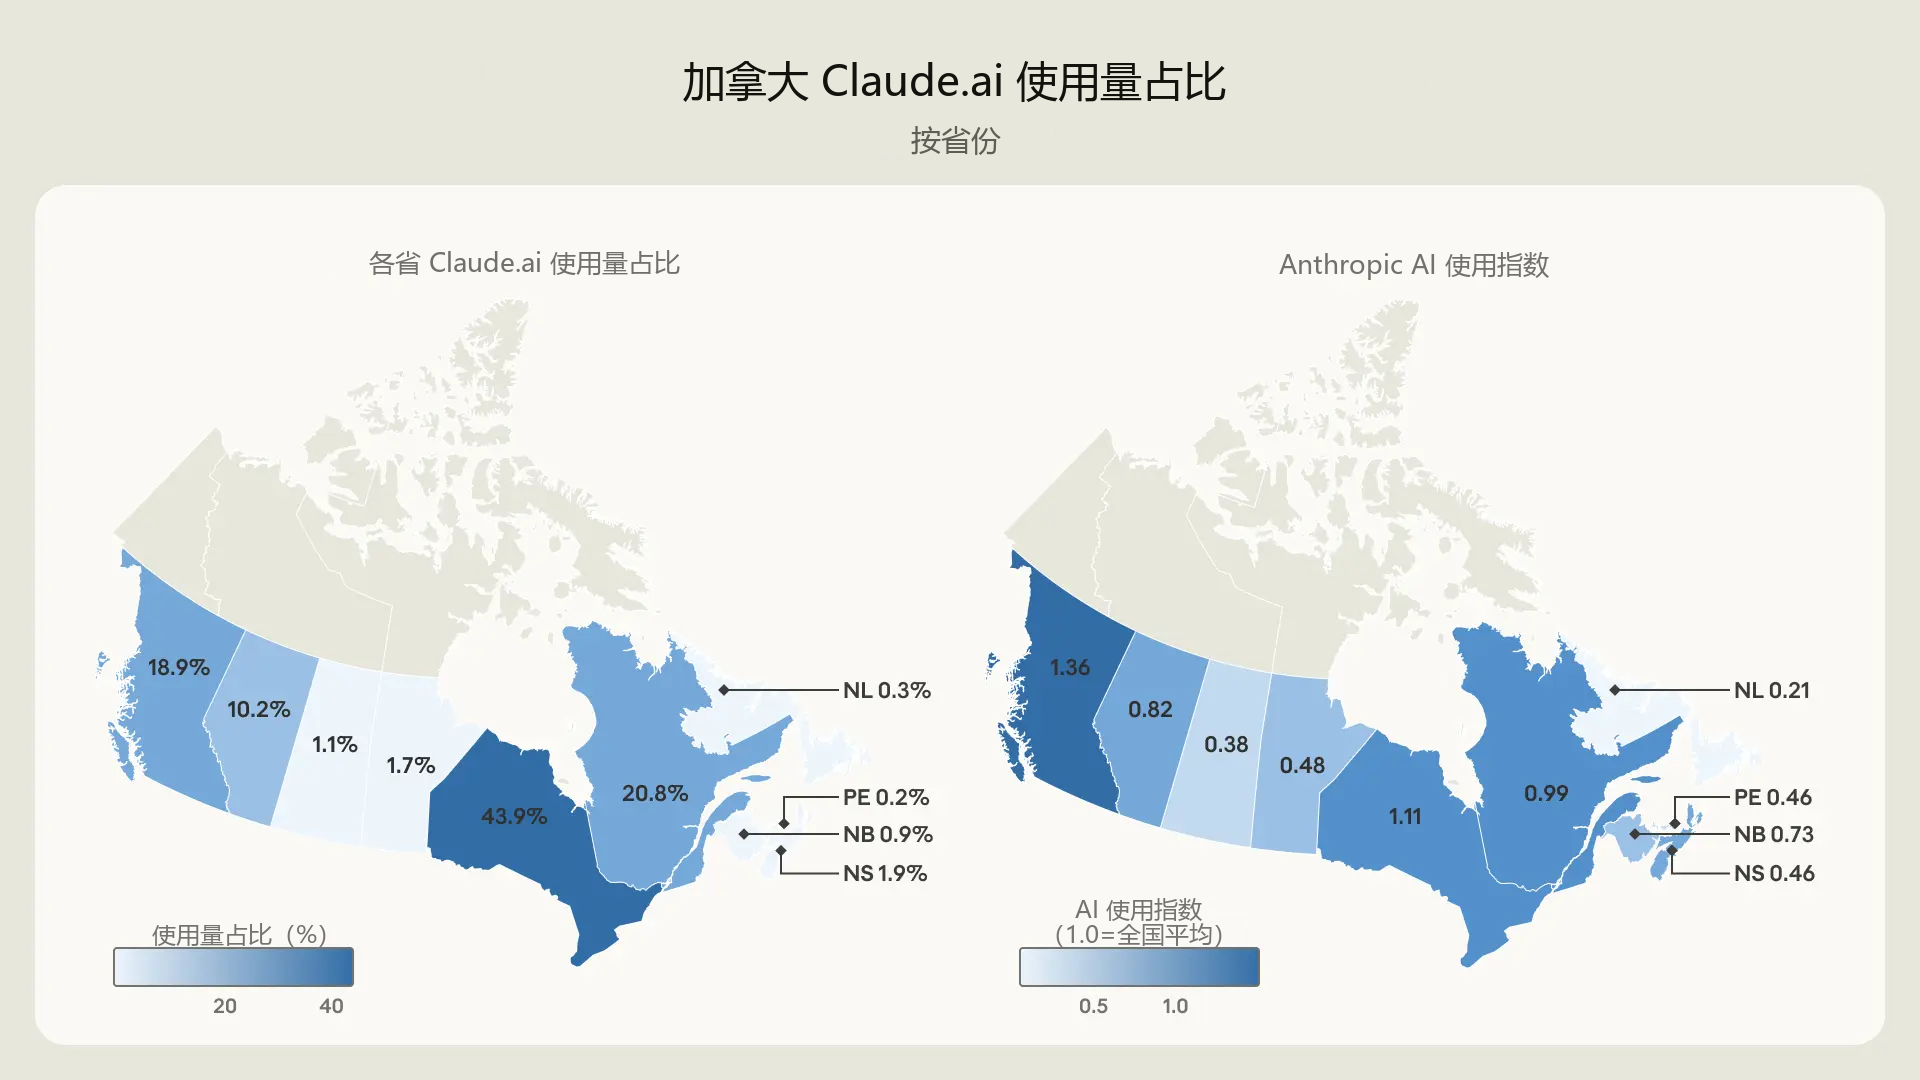 加拿大 Claude.ai 使用量占比
按省份
各省 Claude.ai 使用量占比
18.9%
10.2%
1.1%
1.7%
43.9%
20.8%
NL 0.3%
PE 0.2%
NB 0.9%
NS 1.9%
使用量占比（%）
20 40
Anthropic AI 使用指数
1.36
0.82
0.38
0.48
1.11
0.99
NL 0.21
PE 0.46
NB 0.73
NS 0.46
AI 使用指数
（1.0=全国平均）
0.5 1.0